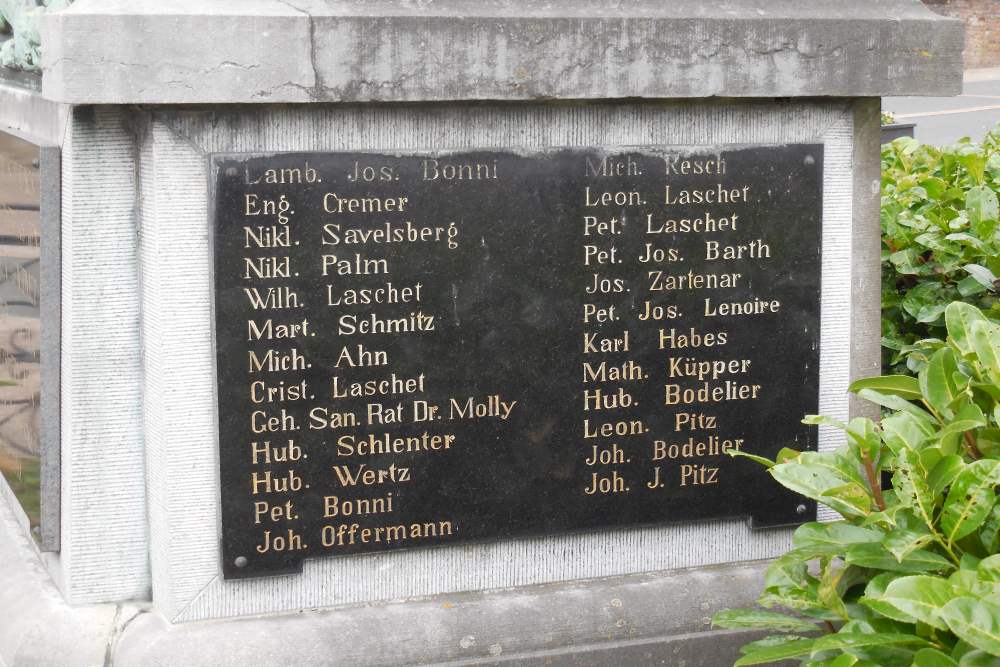 Lamb. Jos. Bonni
Eng. Cremer
Nikl. Savelsberg
Nikl. Palm
Wilh. Laschet
Mart. Schmitz
Mich. Ahn
Crist. Laschet
Geh. San. Rat Dr. Molly
Hub. Schlenter
Hub. Wertz
Pet. Bonni
Joh. Offermann
Mich. Resch
Leon. Laschet
Pet. Laschet
Pet. Jos. Barth
Jos. Zartenar
Pet. Jos. Lenoire
Karl Habes
Math. Küpper
Hub. Bodelier
Leon. Pitz
Joh. Bodelier
Joh. J. Pitz